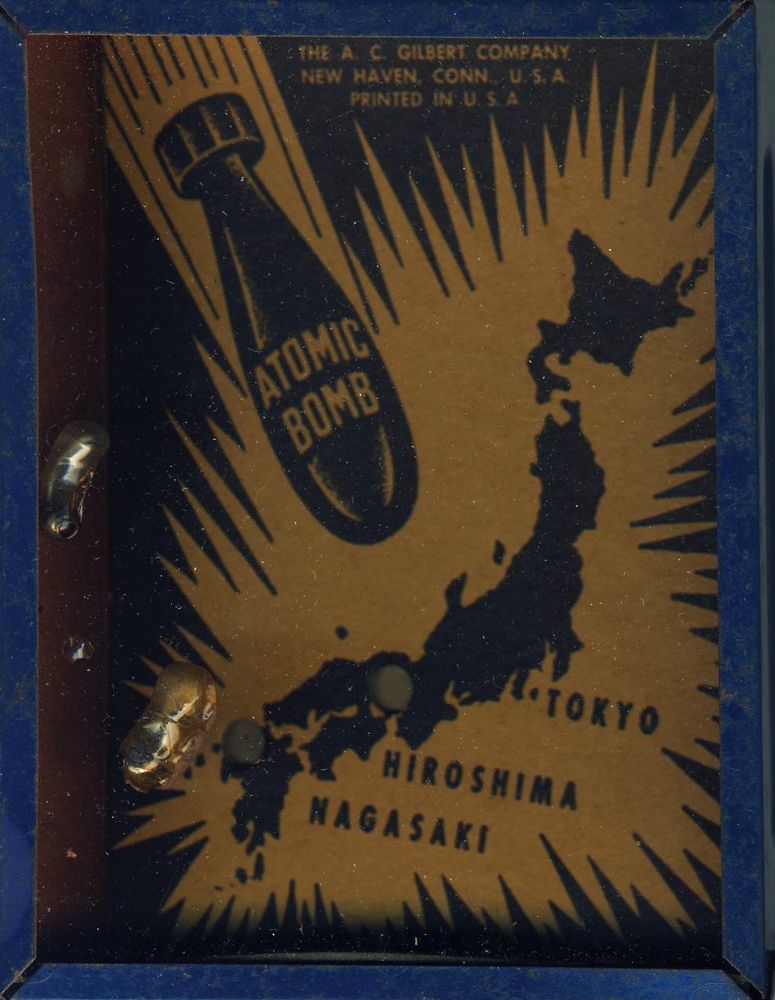 THE A. C. GILBERT COMPANY
NEW HAVEN, CONN., U. S. A.
PRINTED IN U. S. A.
ATOMIC
BOMB
TOKYO
HIROSHIMA
NAGASAKI